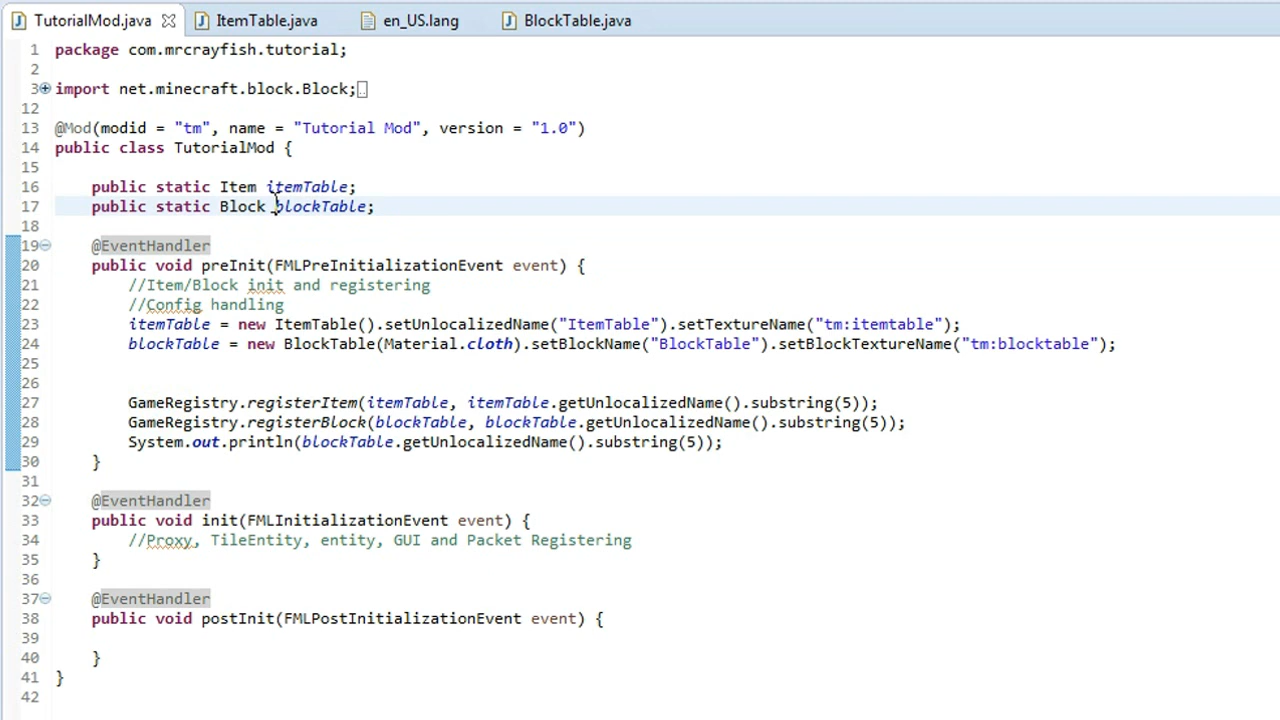 TutorialMod.java ItemTable.java en_US.lang BlockTable.java
1 package com.mrcrayfish.tutorial;
2
3 import net.minecraft.block.Block;
12
13 @Mod(modid = "tm", name = "Tutorial Mod", version = "1.0")
14 public class TutorialMod {
15
16 public static Item itemTable;
17 public static Block blockTable;
18
19 @EventHandler
20 public void preInit(FMLPreInitializationEvent event) {
21 //Item/Block init and registering
22 //Config handling
23 itemTable = new ItemTable().setUnlocalizedName("ItemTable").setTextureName("tm:itemtable");
24 blockTable = new BlockTable(Material.cloth).setBlockName("BlockTable").setBlockTextureName("tm:blocktable");
25
26
27 GameRegistry.registerItem(itemTable, itemTable.getUnlocalizedName().substring(5));
28 GameRegistry.registerBlock(blockTable, blockTable.getUnlocalizedName().substring(5));
29 System.out.println(blockTable.getUnlocalizedName().substring(5));
30 }
31
32 @EventHandler
33 public void init(FMLInitializationEvent event) {
34 //Proxy, TileEntity, entity, GUI and Packet Registering
35 }
36
37 @EventHandler
38 public void postInit(FMLPostInitializationEvent event) {
39
40 }
41 }
42